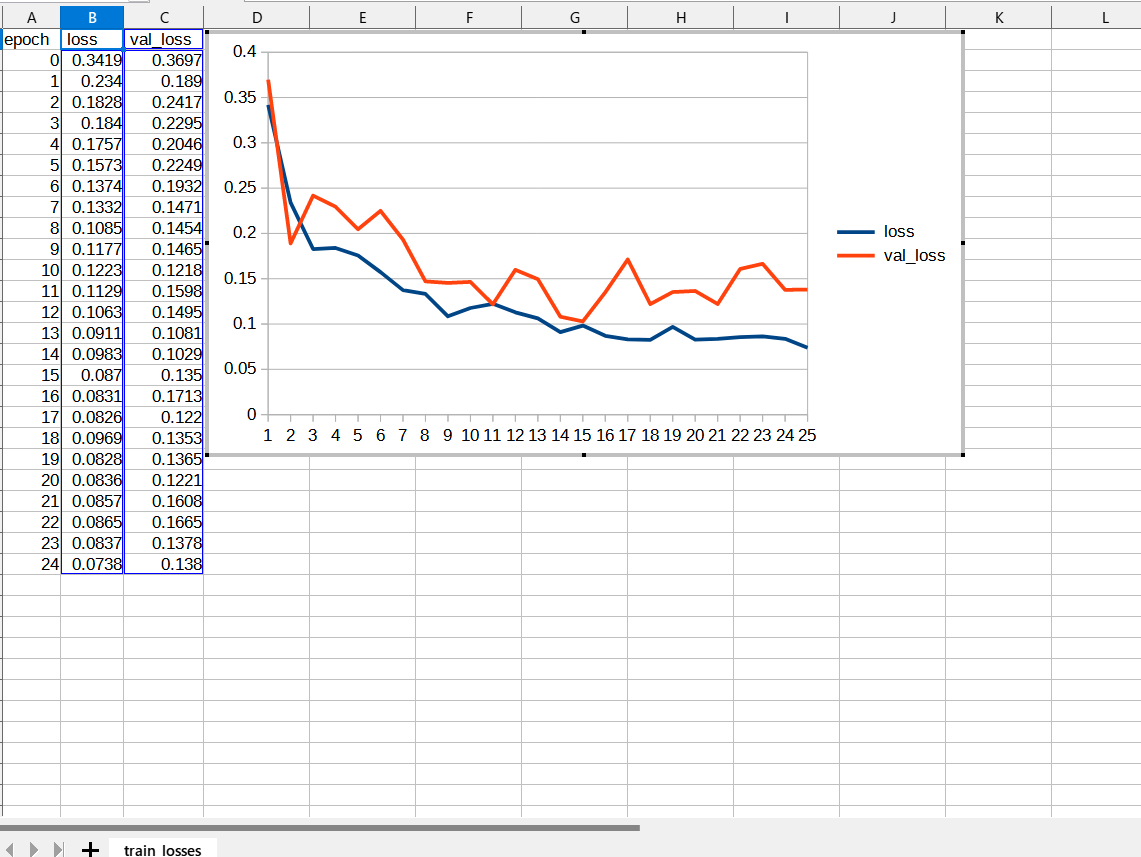 A B C D E F G H I J K L
epoch loss val_loss
0 0.3419 0.3697
1 0.234 0.189
2 0.1828 0.2417
3 0.184 0.2295
4 0.1757 0.2046
5 0.1573 0.2249
6 0.1374 0.1932
7 0.1332 0.1471
8 0.1085 0.1454
9 0.1177 0.1465
10 0.1223 0.1218
11 0.1129 0.1598
12 0.1063 0.1495
13 0.0911 0.1081
14 0.0983 0.1029
15 0.087 0.135
16 0.0831 0.1713
17 0.0826 0.122
18 0.0969 0.1353
19 0.0828 0.1365
20 0.0836 0.1221
21 0.0857 0.1608
22 0.0865 0.1665
23 0.0837 0.1378
24 0.0738 0.138
0.4
0.35
0.3
0.25
0.2
0.15
0.1
0.05
0
1 2 3 4 5 6 7 8 9 10 11 12 13 14 15 16 17 18 19 20 21 22 23 24 25
loss
val_loss
train_losses